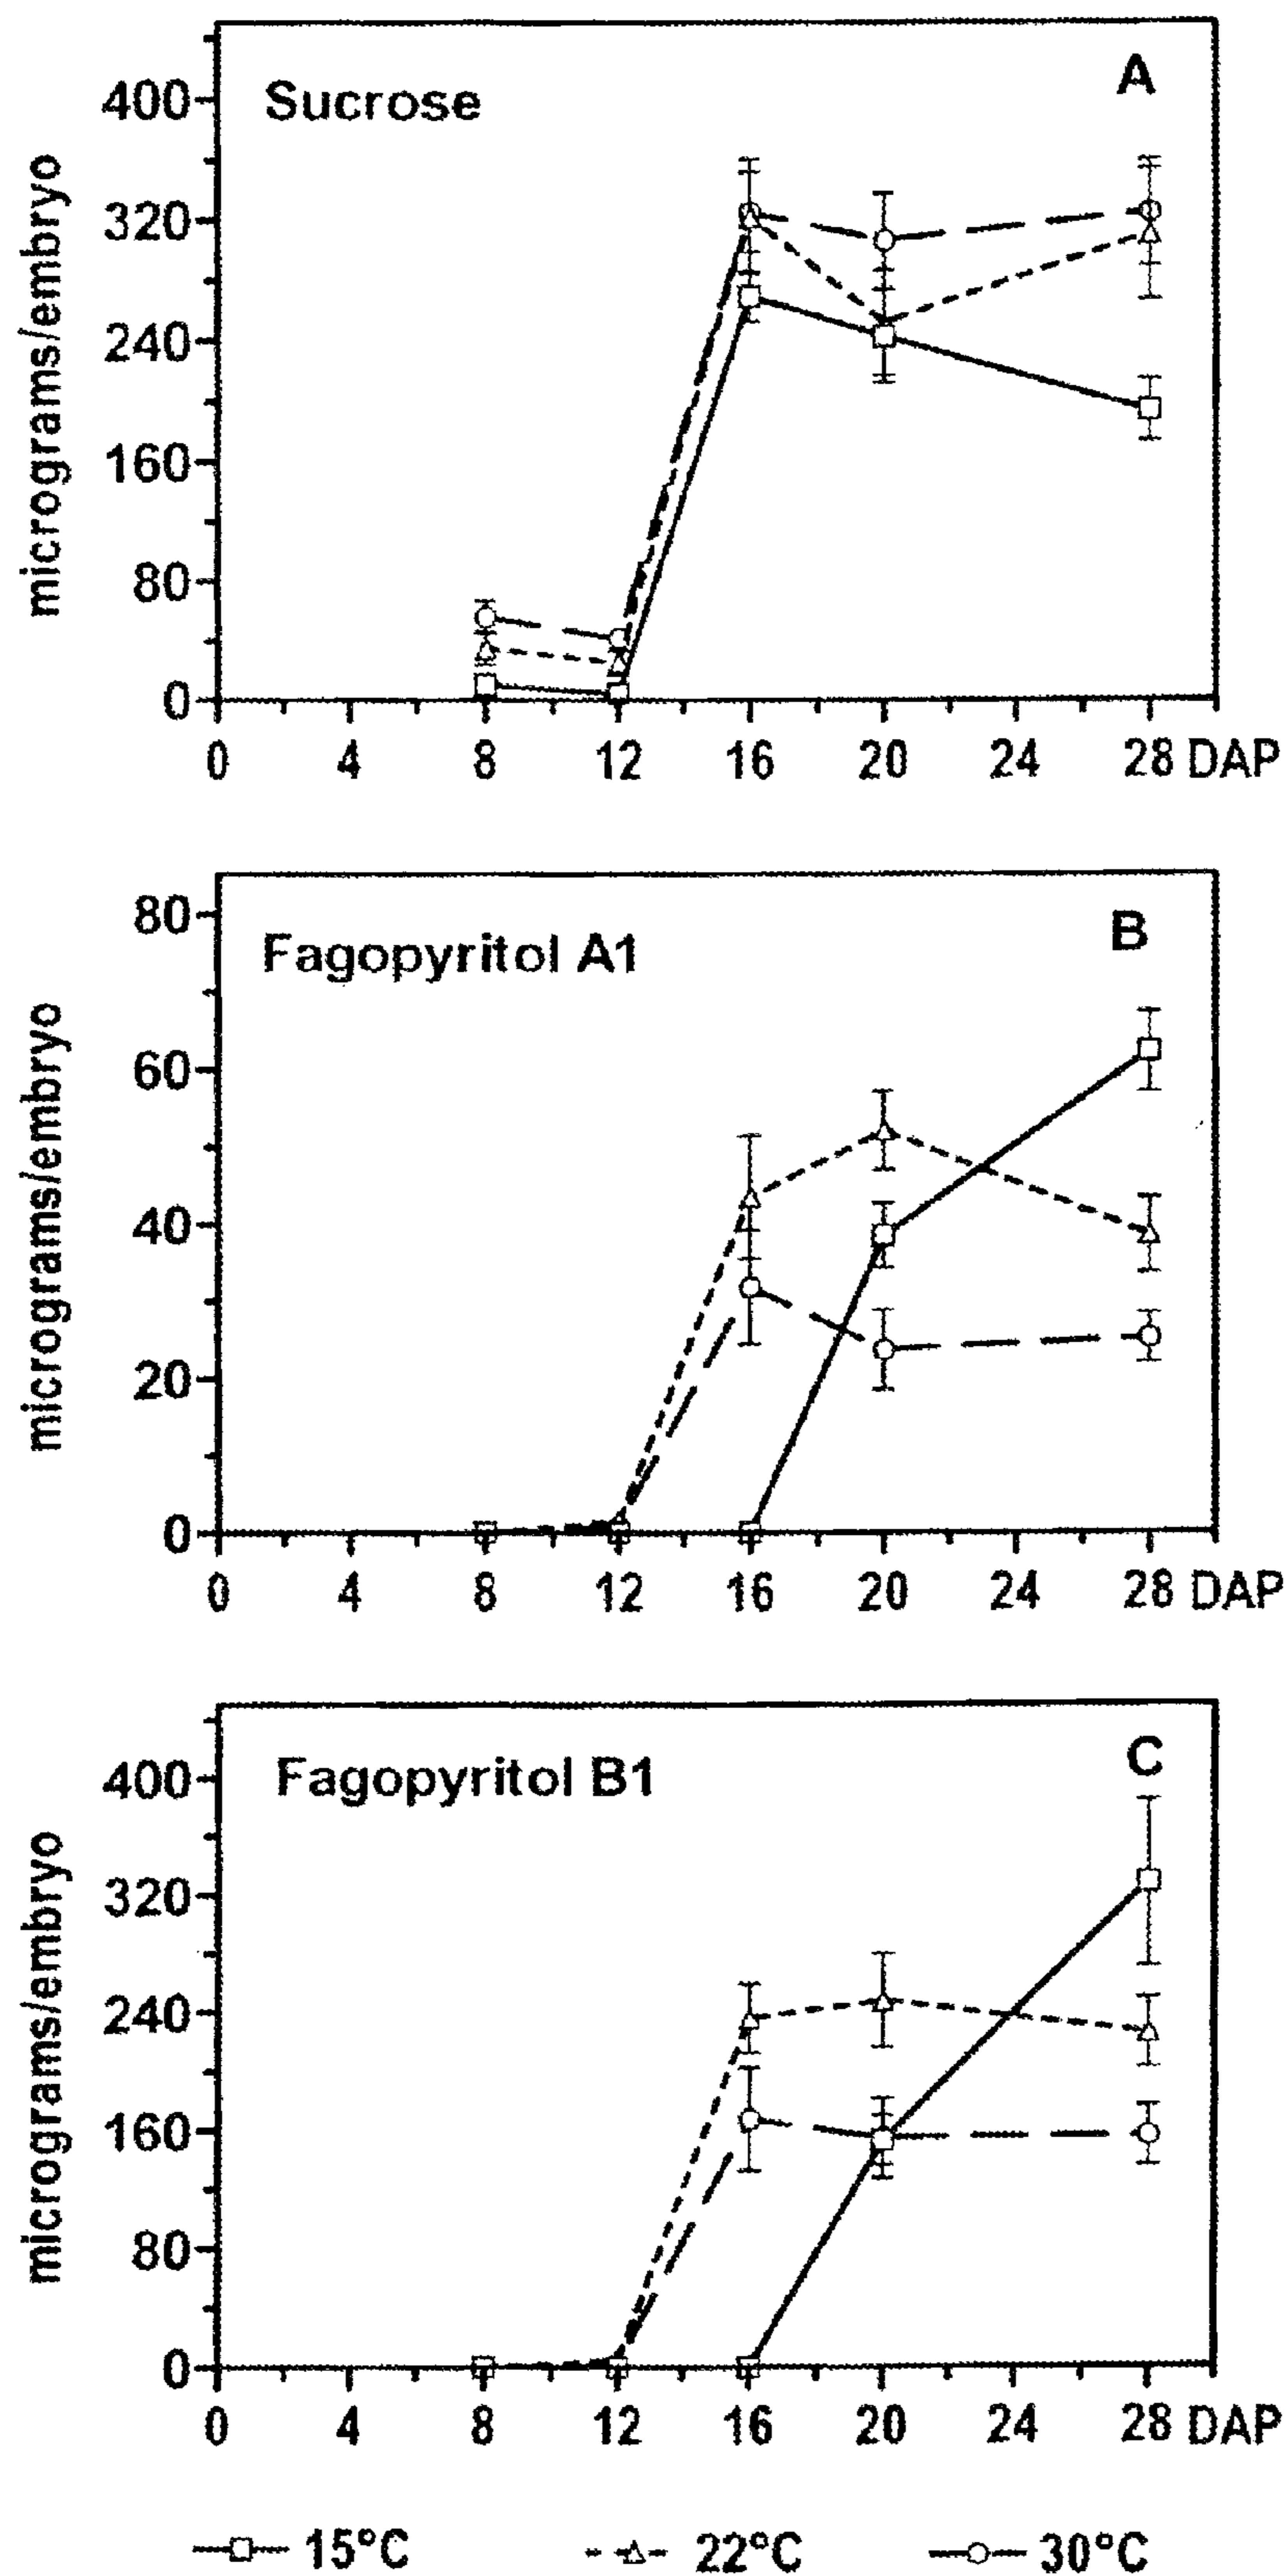 A
Sucrose
micrograms/embryo
400
320
240
160
80
0
0 4 8 12 16 20 24 28 DAP
B
Fagopyritol A1
micrograms/embryo
80
60
40
20
0
0 4 8 12 16 20 24 28 DAP
C
Fagopyritol B1
micrograms/embryo
400
320
240
160
80
0
0 4 8 12 16 20 24 28 DAP
15°C 22°C 30°C